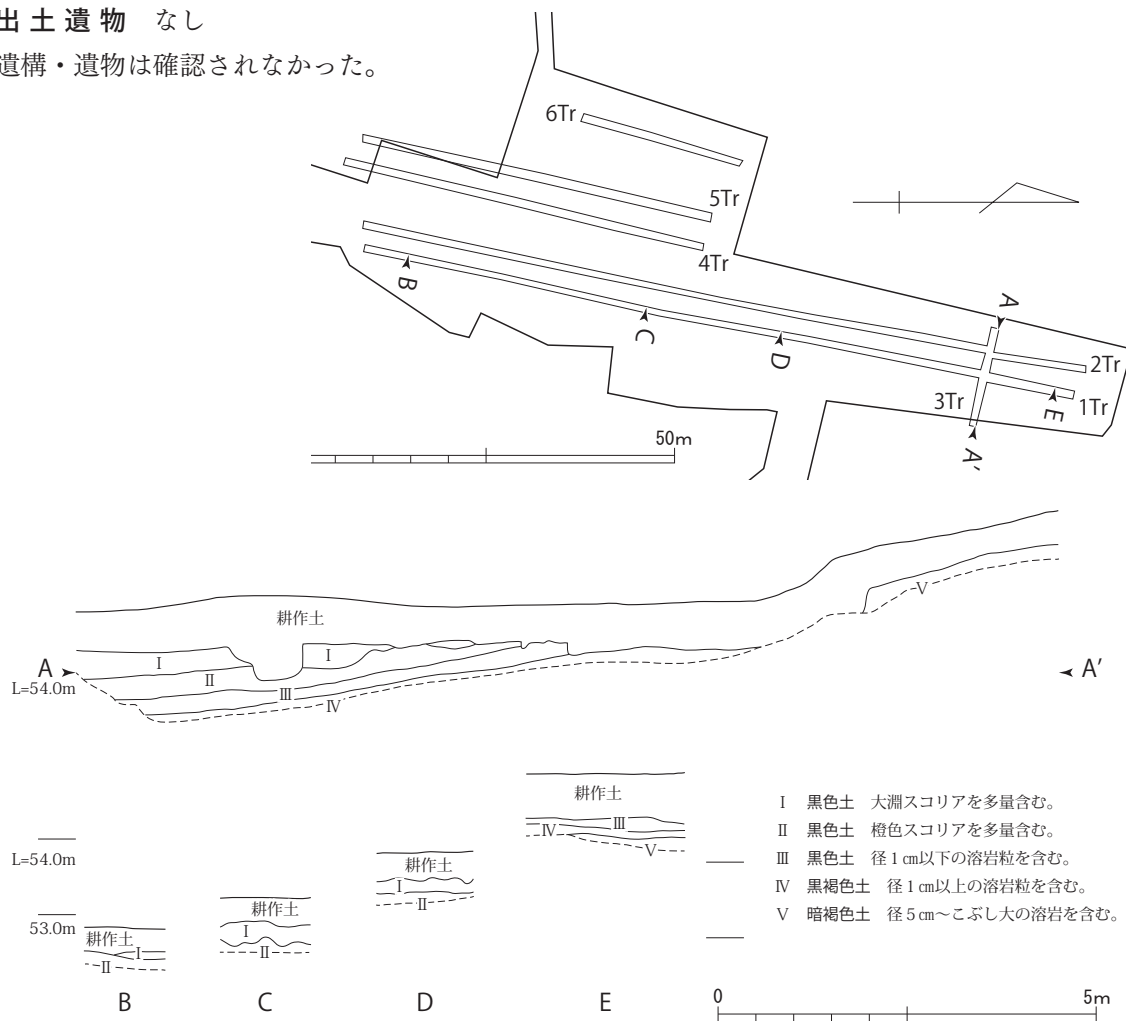 出土遺物 なし
遺構・遺物は確認されなかった。
6Tr
5Tr
4Tr
B
C
D
A
2Tr
1Tr
3Tr
E
A'
50m
耕作土
I
I
II
III
IV
V
A
L=54.0m
A'
耕作土
III
IV
V
L=54.0m
耕作土
I
II
53.0m
耕作土
I
II
耕作土
I
II
B
C
D
E
I 黒色土 大淵スコリアを多量含む。
II 黒色土 橙色スコリアを多量含む。
III 黒色土 径1㎝以下の溶岩粒を含む。
IV 黒褐色土 径1㎝以上の溶岩粒を含む。
V 暗褐色土 径5㎝～こぶし大の溶岩を含む。
0
5m